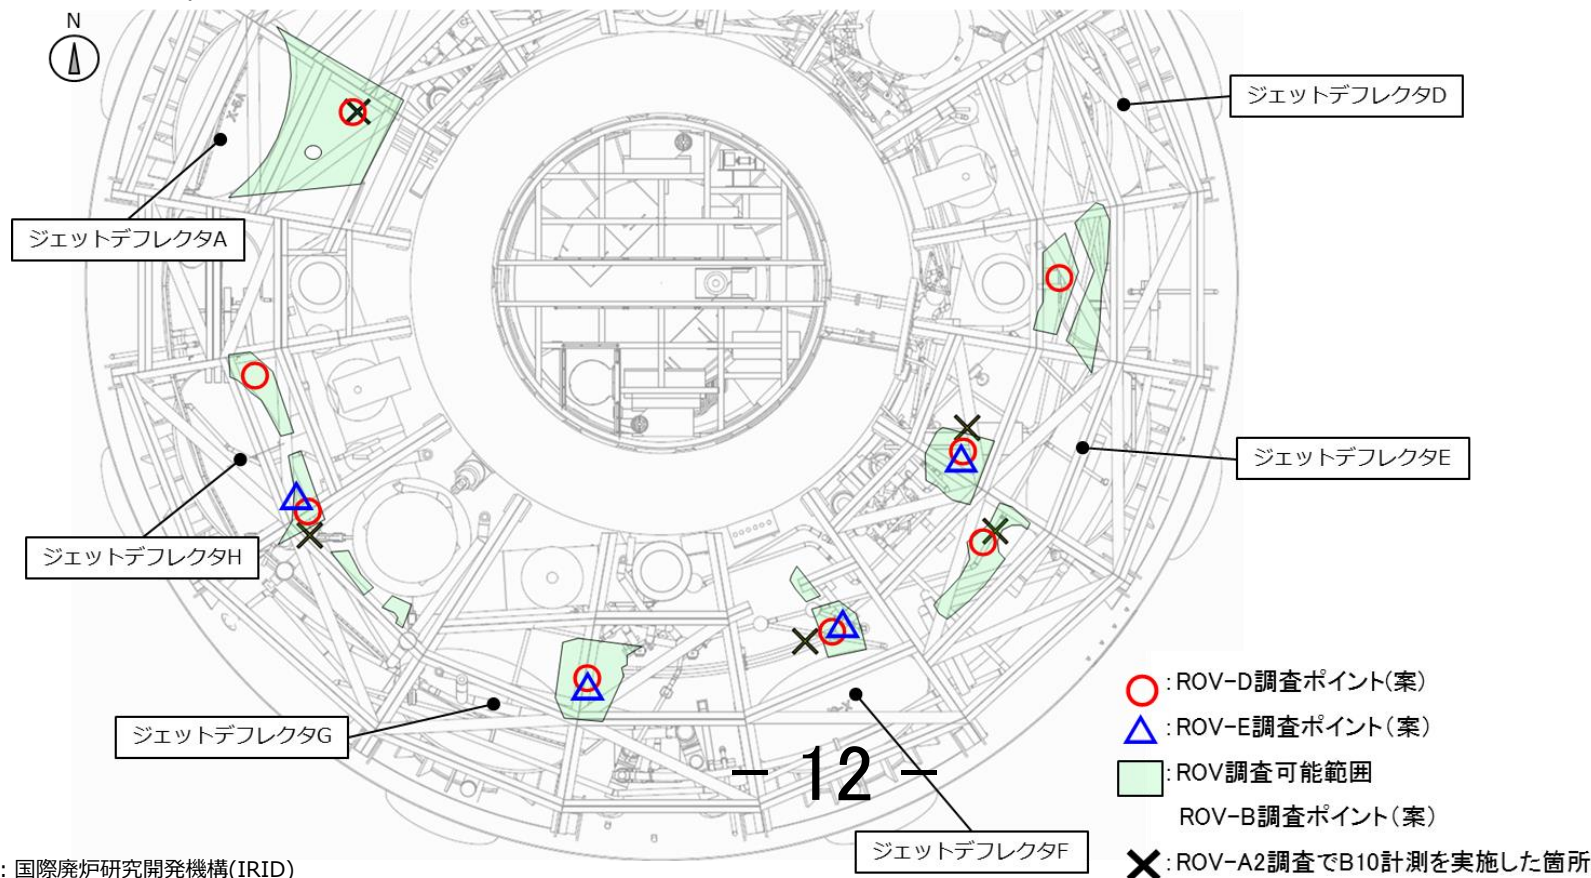 N
ジェットデフレクタD
ジェットデフレクタA
ジェットデフレクタE
ジェットデフレクタH
ジェットデフレクタG
ジェットデフレクタF
:ROV-D調査ポイント(案)
:ROV-E調査ポイント(案)
:ROV調査可能範囲
ROV-B調査ポイント(案)
:ROV-A2調査でB10計測を実施した箇所
- 12 -
:国際廃炉研究開発機構(IRID)